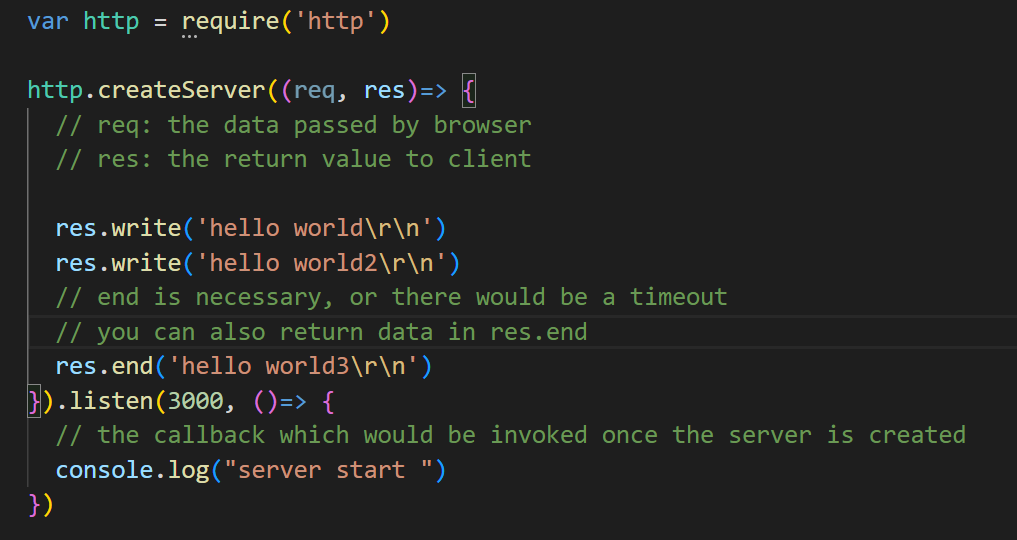 var http = require('http')
http.createServer((req, res)=> {
// req: the data passed by browser
// res: the return value to client
res.write('hello world\r\n')
res.write('hello world2\r\n')
// end is necessary, or there would be a timeout
// you can also return data in res.end
res.end('hello world3\r\n')
}).listen(3000, ()=> {
// the callback which would be invoked once the server is created
console.log("server start ")
})